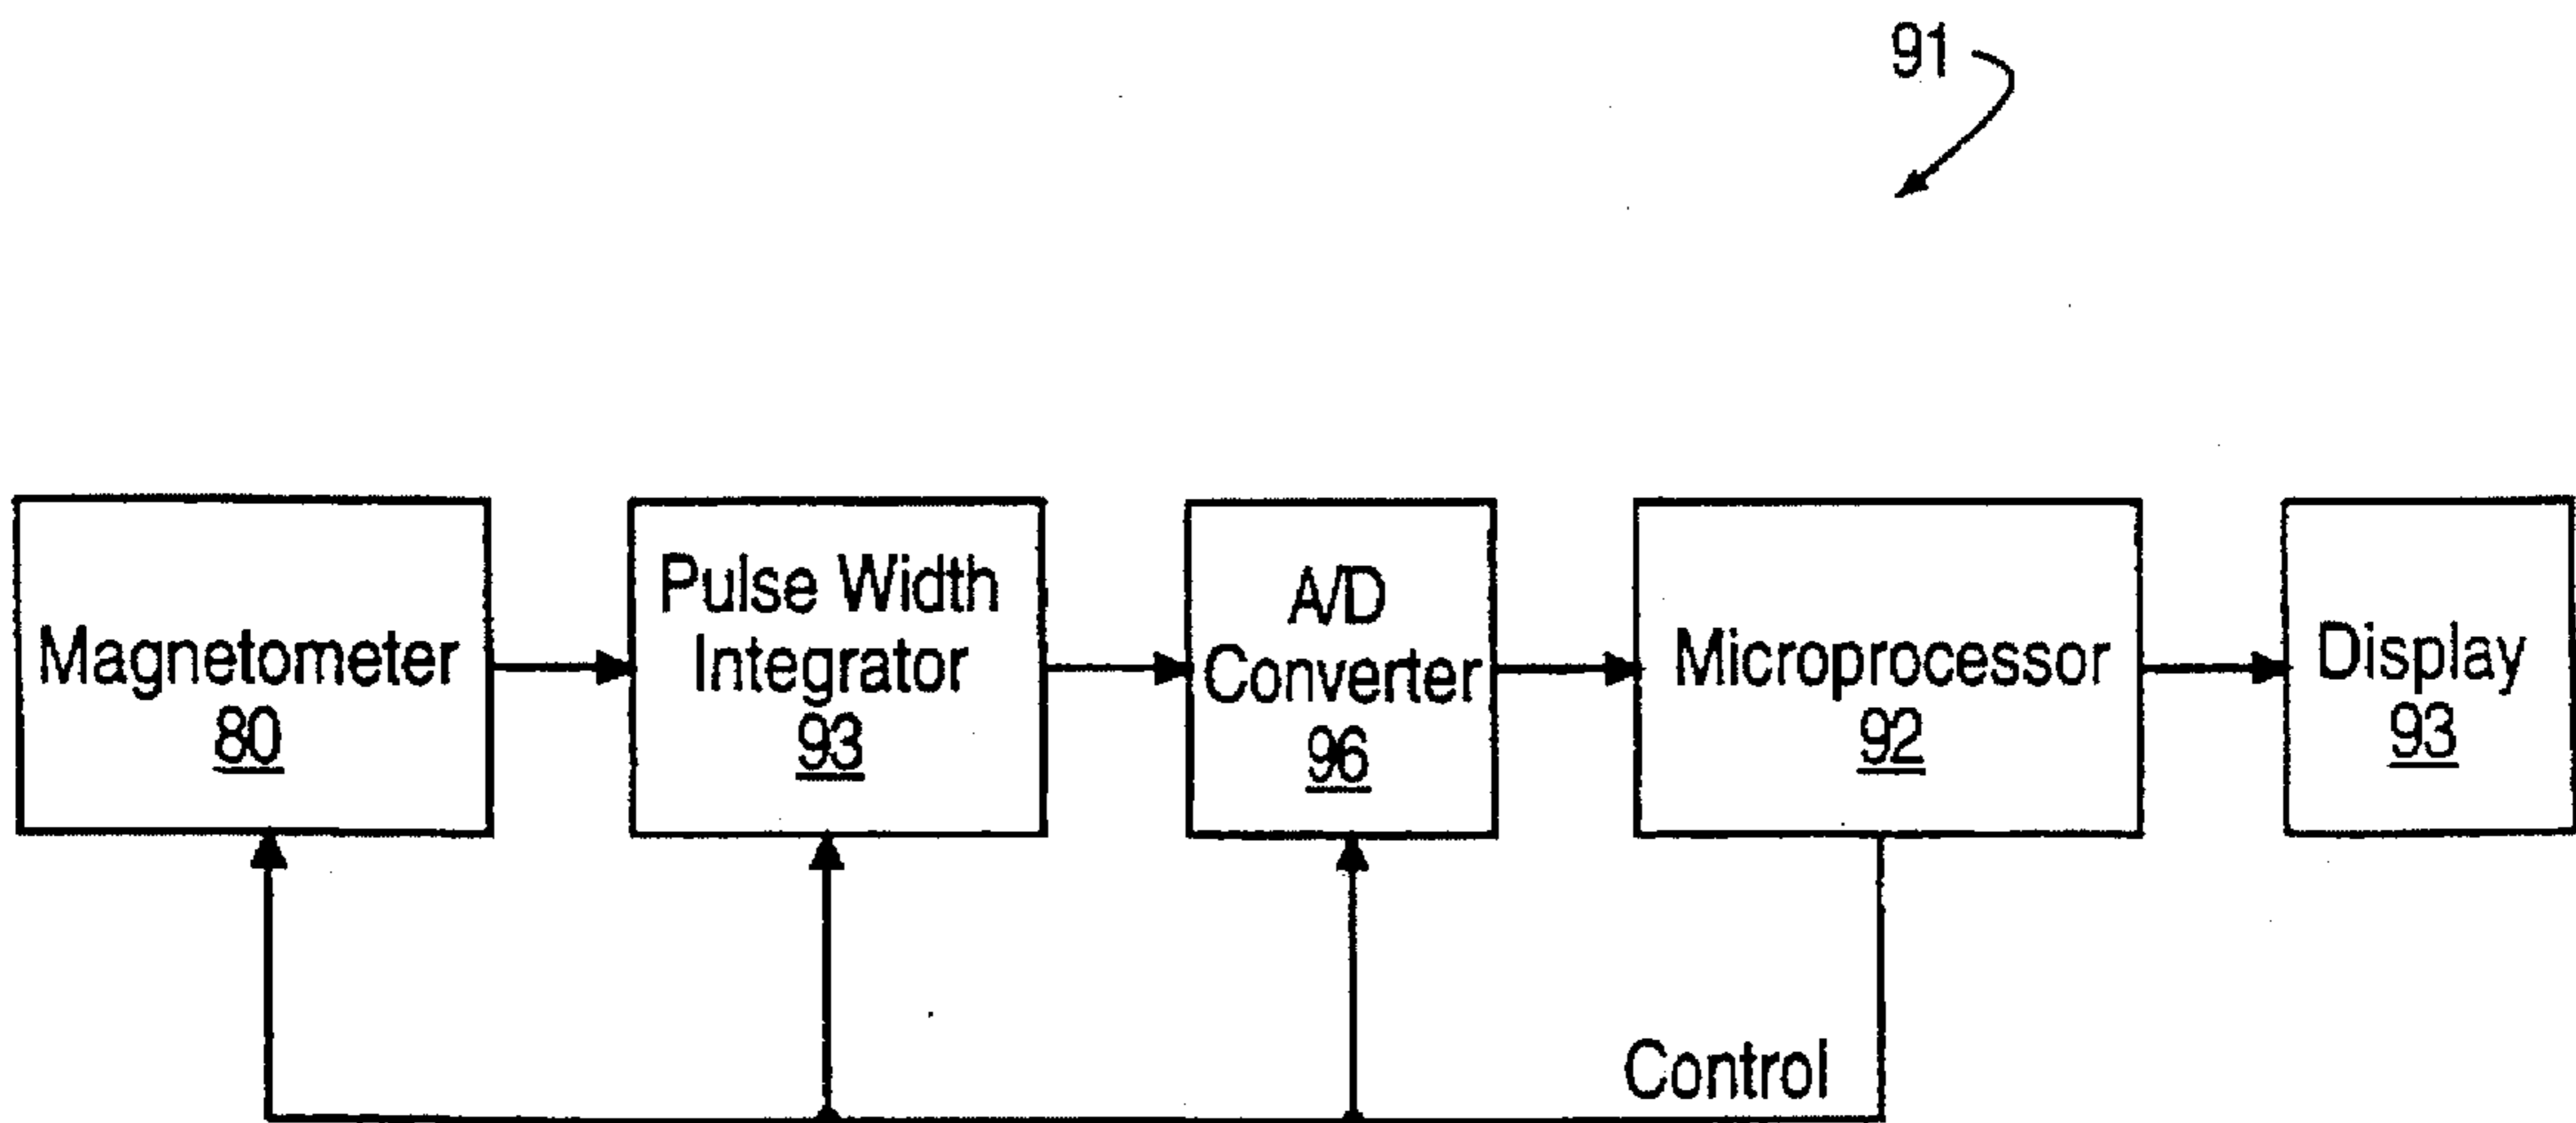 91
Magnetometer
80
Pulse Width
Integrator
93
A/D
Converter
96
Microprocessor
92
Display
93
Control